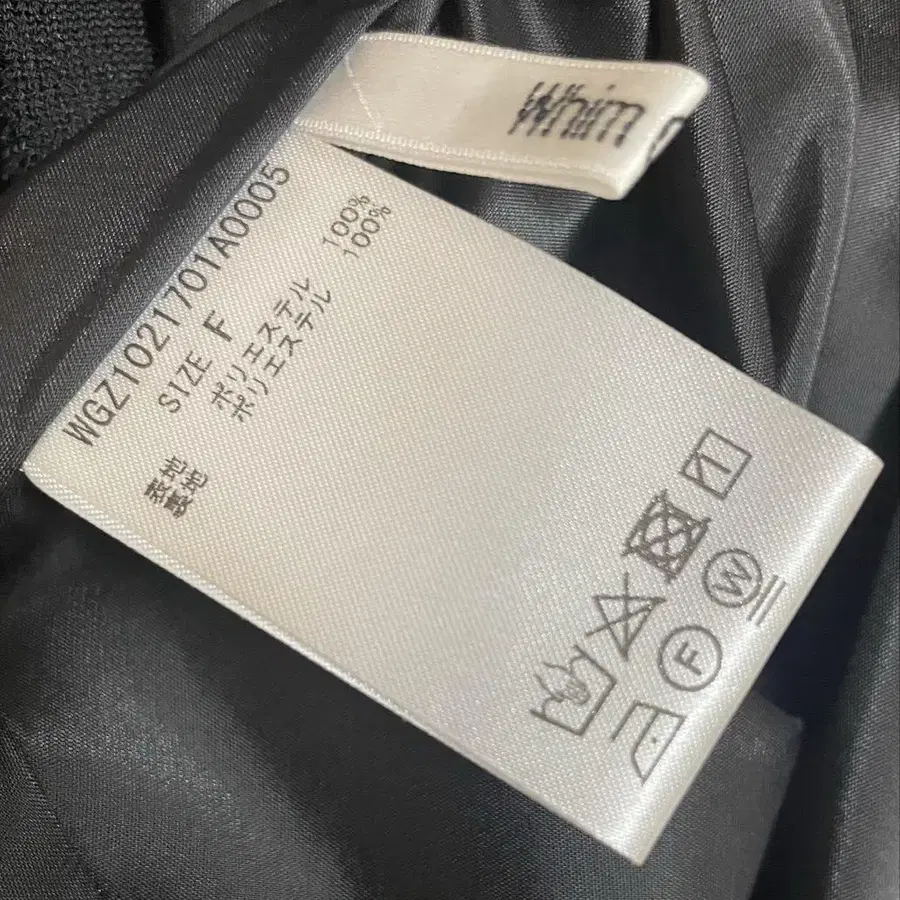 Whim
WGZ1021701A0005
SIZE F
表地 ポリエステル 100%
裏地 ポリエステル 100%
F
W